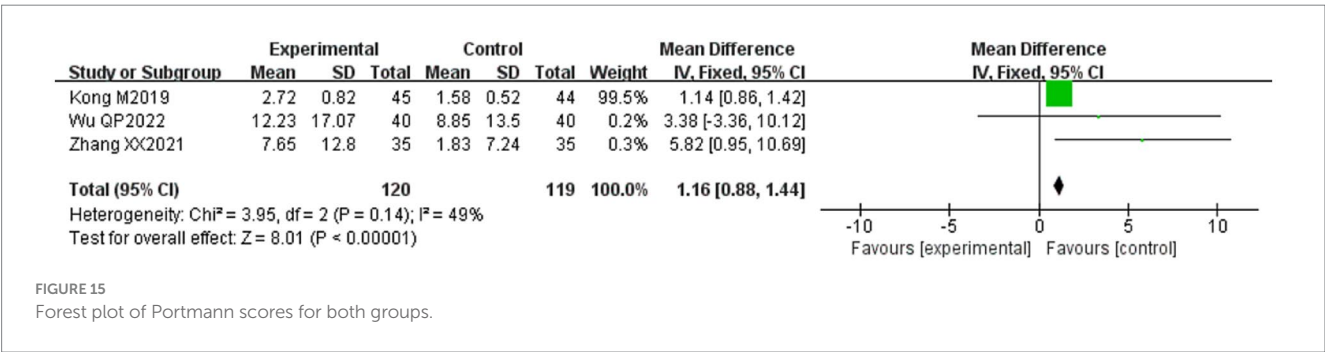 Experimental Control Mean Difference Mean Difference
Study or Subgroup Mean SD Total Mean SD Total Weight IV, Fixed, 95% CI IV, Fixed, 95% CI
Kong M2019 2.72 0.82 45 1.58 0.52 44 99.5% 1.14 [0.86, 1.42]
Wu QP2022 12.23 17.07 40 8.85 13.5 40 0.2% 3.38 [-3.36, 10.12]
Zhang XX2021 7.65 12.8 35 1.83 7.24 35 0.3% 5.82 [0.95, 10.69]
Total (95% CI) 120 119 100.0% 1.16 [0.88, 1.44]
Heterogeneity: Chi² = 3.95, df = 2 (P = 0.14); I² = 49%
Test for overall effect: Z = 8.01 (P < 0.00001)
-10 -5 0 5 10
Favours [experimental] Favours [control]
FIGURE 15
Forest plot of Portmann scores for both groups.